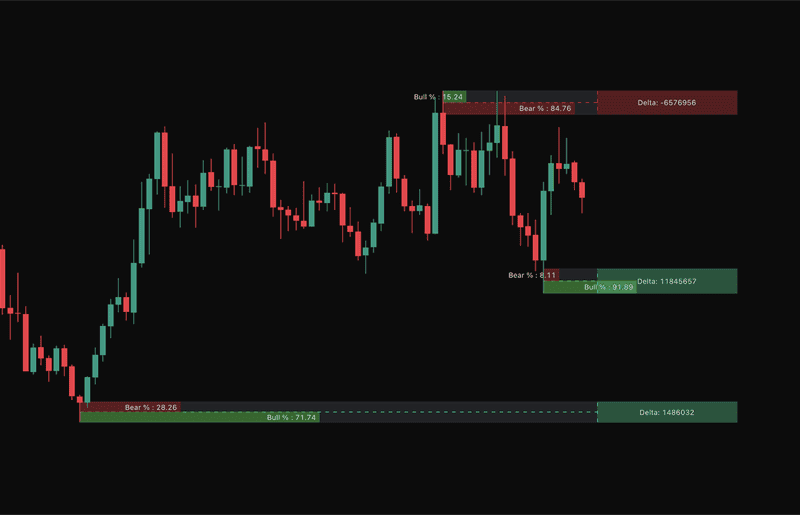 Bull % : 15.24
Bear % : 84.76
Delta: -6576956
Bear % : 8.11
Bull % : 91.89
Delta: 11845657
Bear % : 28.26
Bull % : 71.74
Delta: 1486032